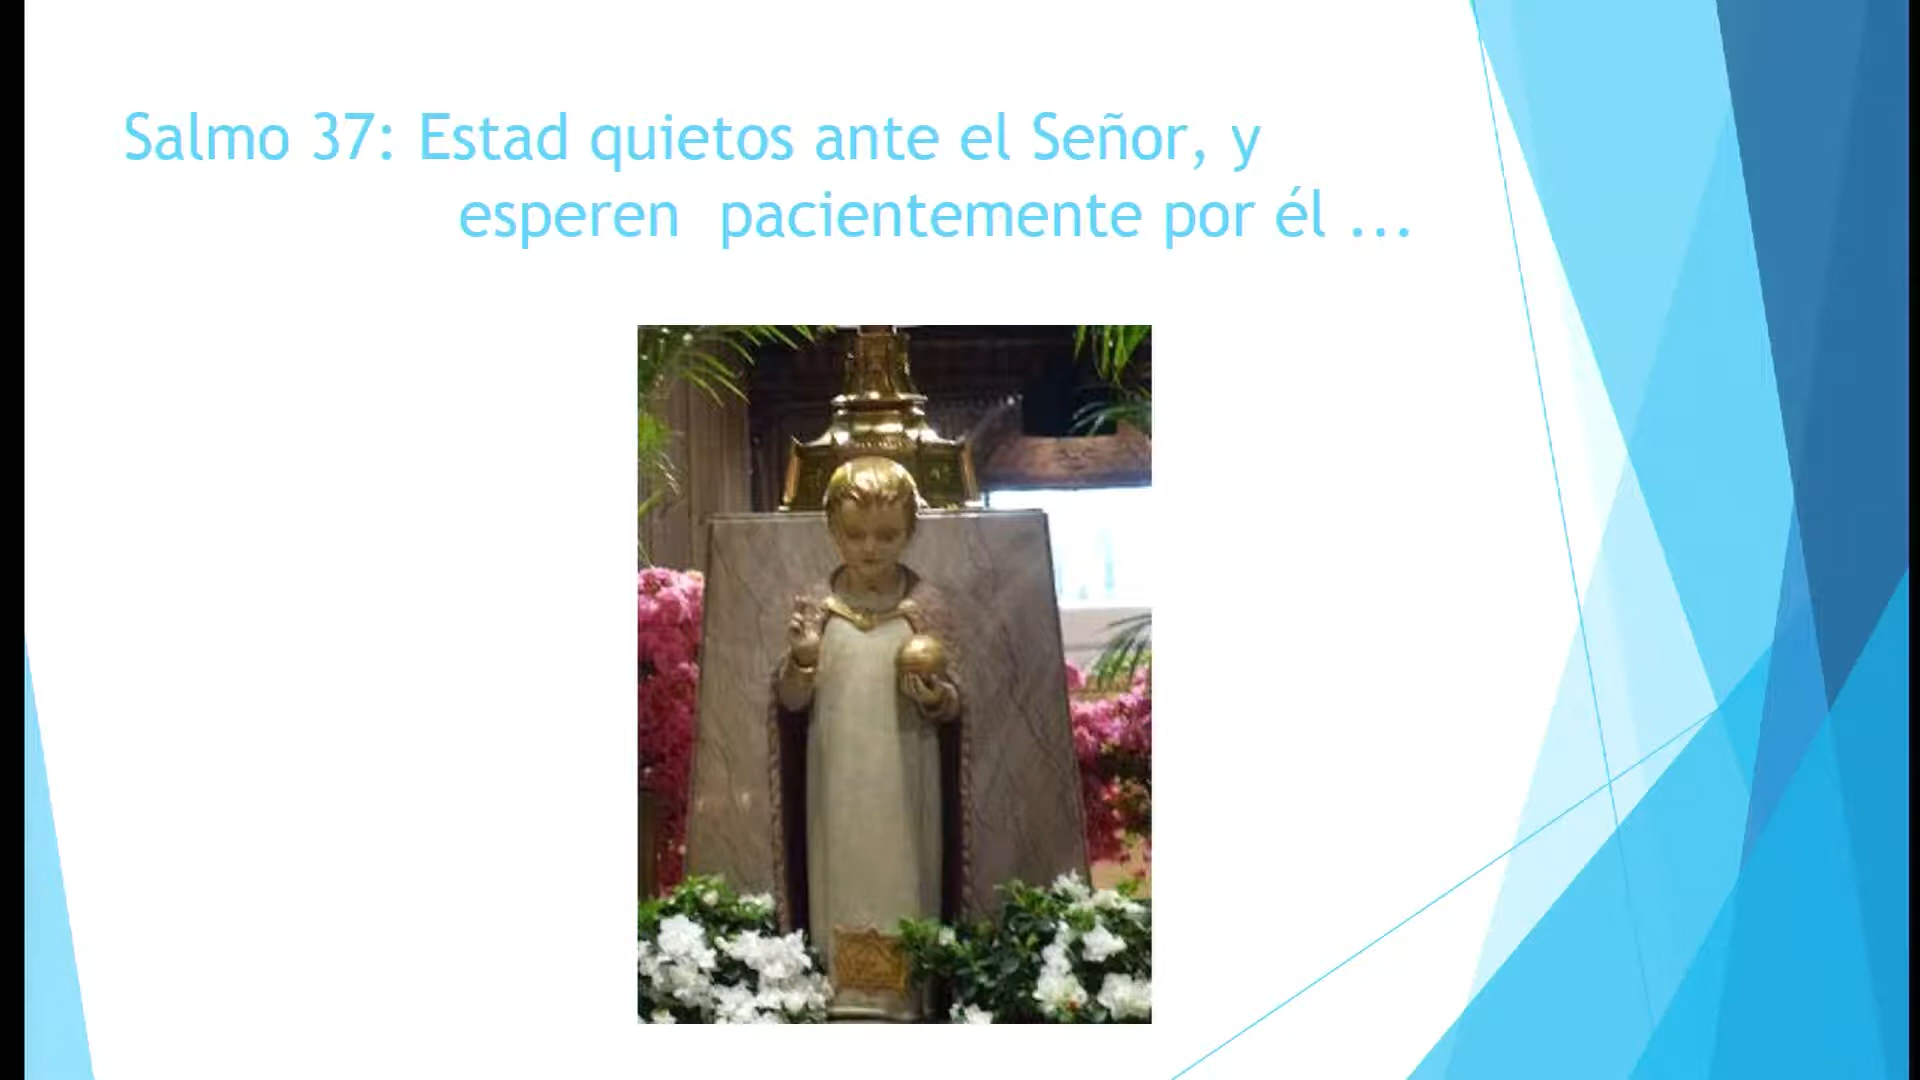 Salmo 37: Estad quietos ante el Señor, y
esperen pacientemente por él ...